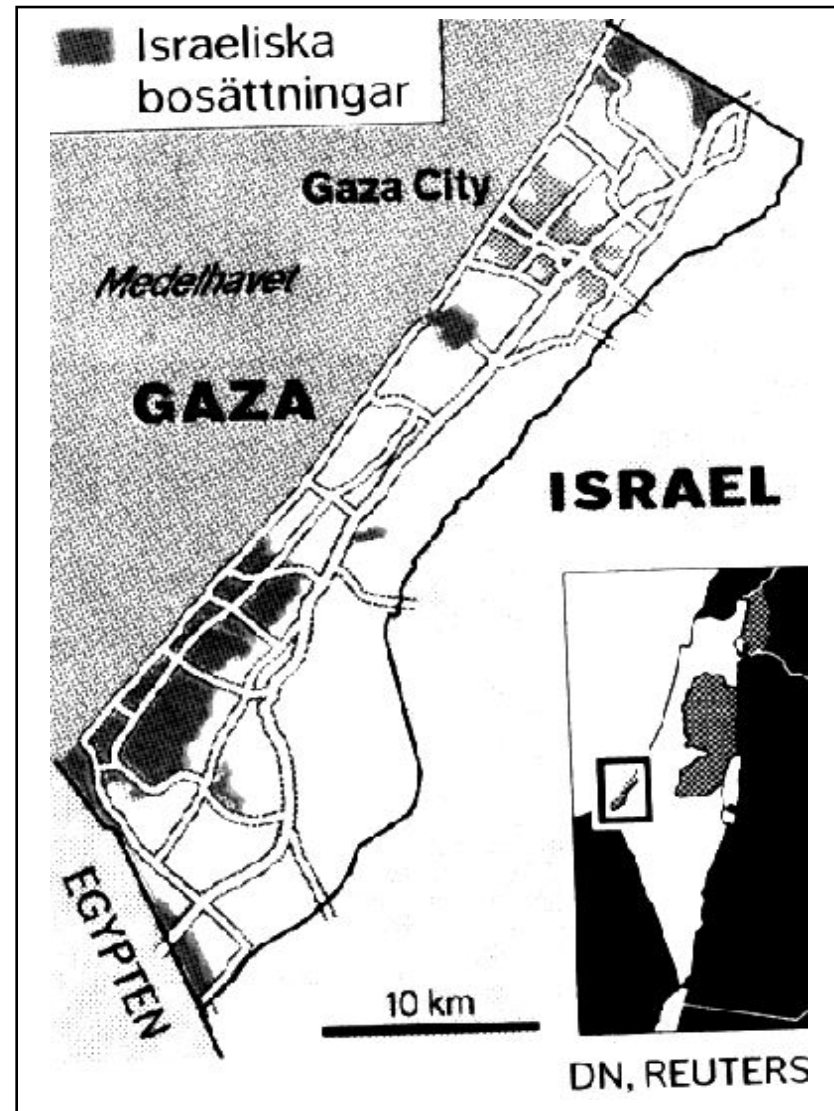 Israeliska
bosättningar
Gaza City
Medelhavet
GAZA
ISRAEL
EGYPTEN
10 km
DN, REUTERS